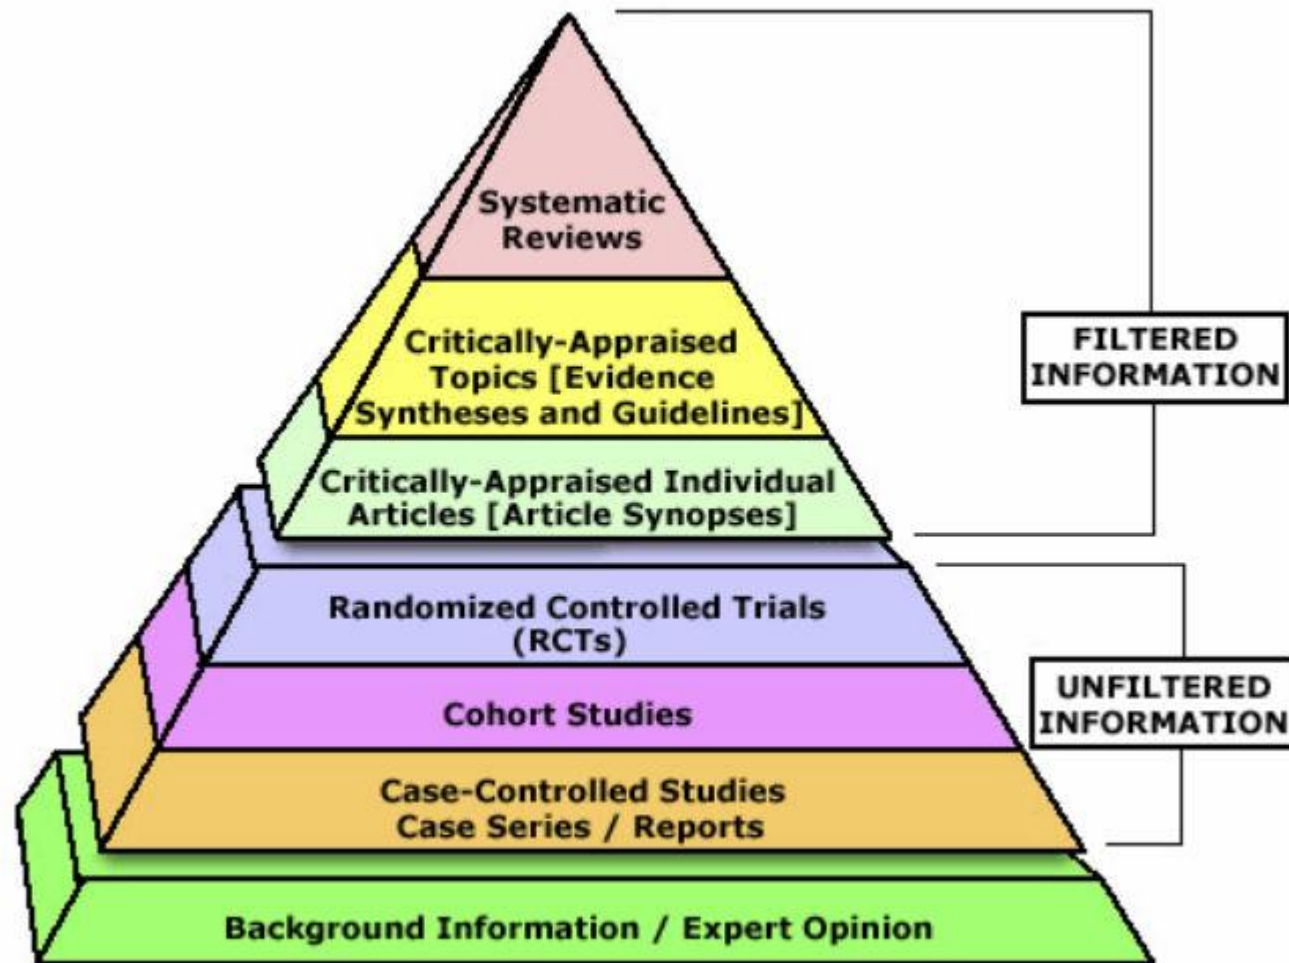 Systematic
Reviews
Critically-Appraised
Topics [Evidence
Syntheses and Guidelines]
Critically-Appraised Individual
Articles [Article Synopses]
FILTERED
INFORMATION
Randomized Controlled Trials
(RCTs)
Cohort Studies
Case-Controlled Studies
Case Series / Reports
UNFILTERED
INFORMATION
Background Information / Expert Opinion